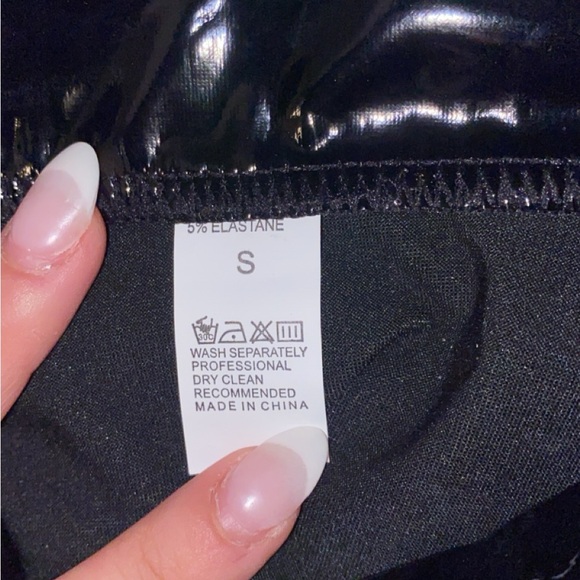 5% ELASTANE
S
WASH SEPARATELY
PROFESSIONAL
DRY CLEAN
RECOMMENDED
MADE IN CHINA